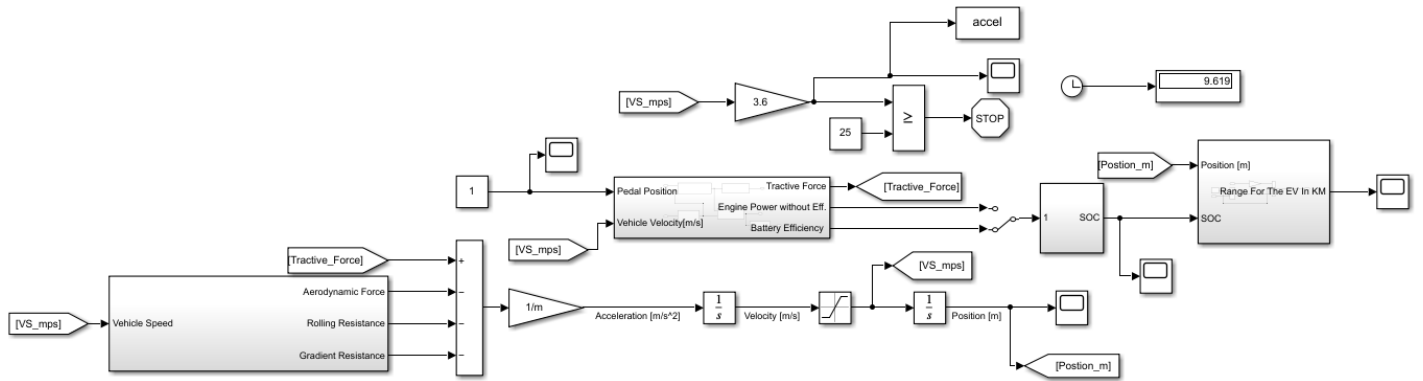 accel
[VS_mps]
3.6
≥
25
STOP
9.619
1
Pedal Position
Vehicle Velocity[m/s]
Tractive Force
Engine Power without Eff.
Battery Efficiency
[Tractive_Force]
[VS_mps]
1
SOC
[Postion_m]
Position [m]
Range For The EV In KM
SOC
[Tractive_Force]
[VS_mps]
Vehicle Speed
Aerodynamic Force
Rolling Resistance
Gradient Resistance
+
−
−
−
1/m
Acceleration [m/s^2]
1
s
Velocity [m/s]
[VS_mps]
1
s
Position [m]
[Postion_m]